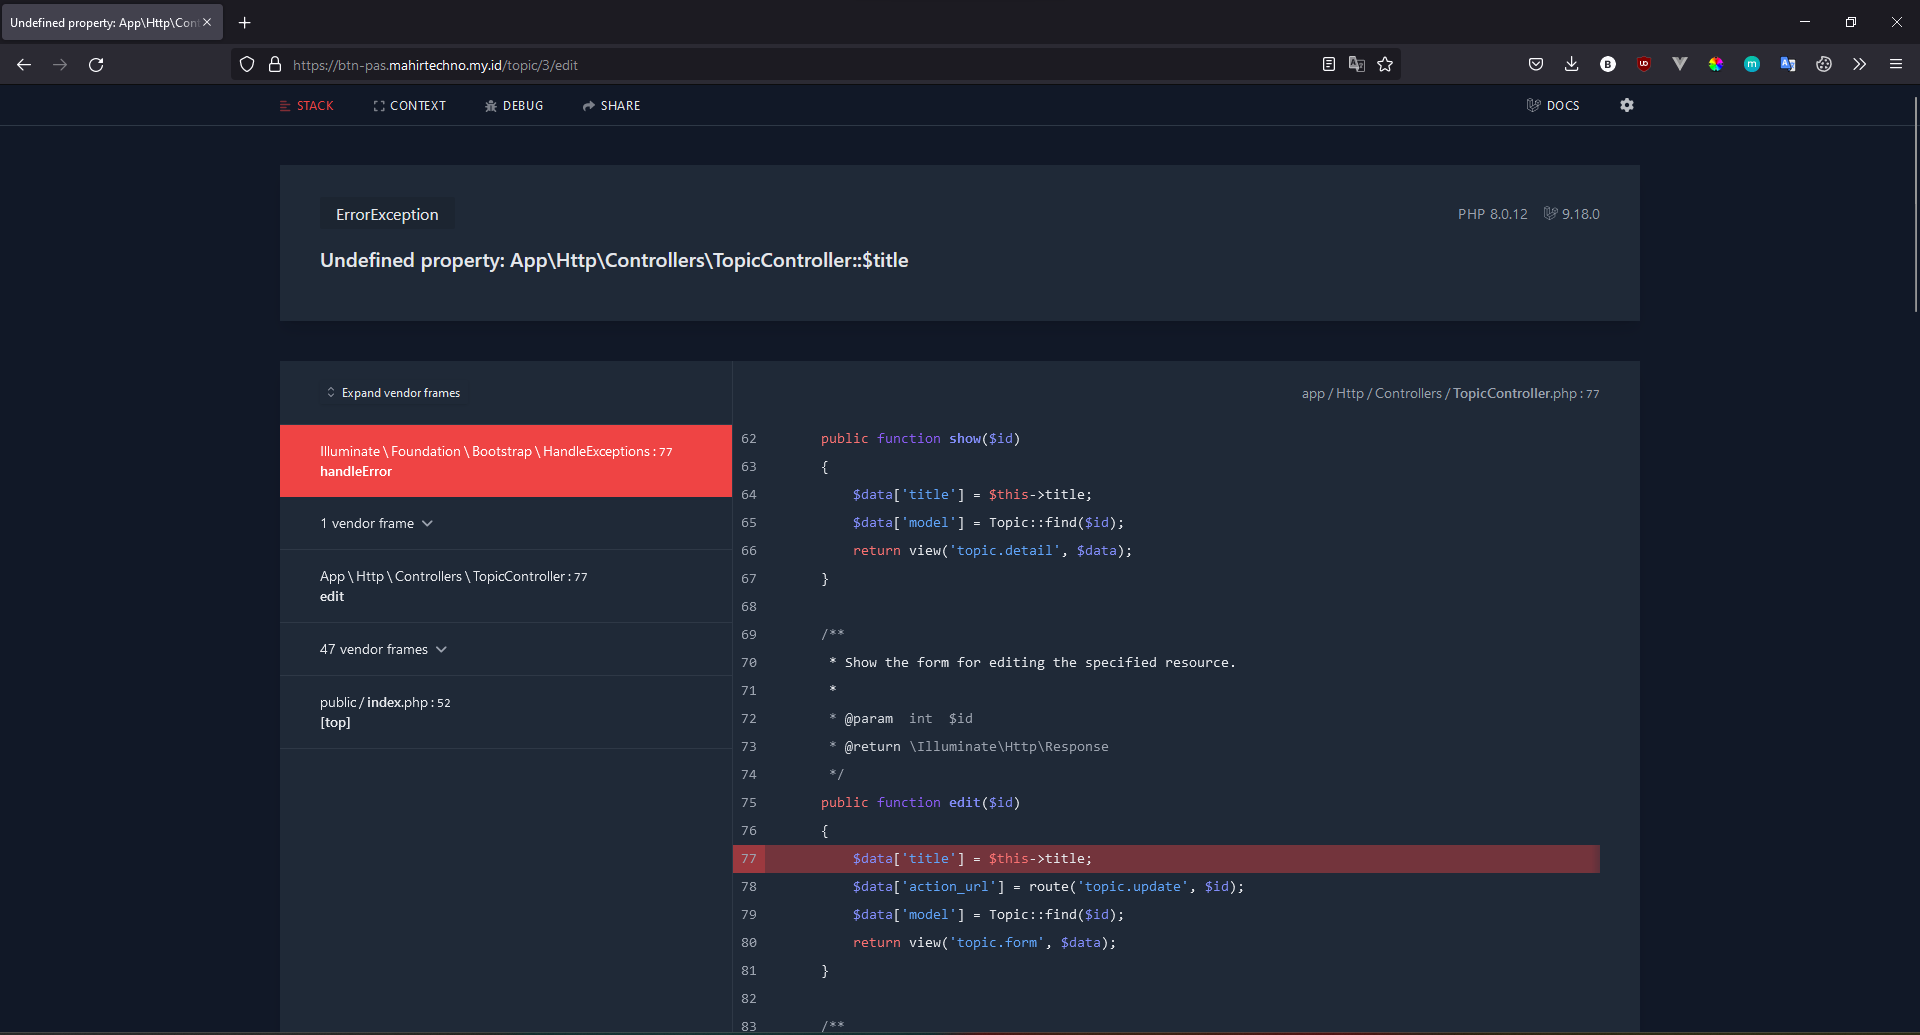 Undefined property: App\Http\Con
https://btn-pas.mahirtechno.my.id/topic/3/edit
STACK CONTEXT DEBUG SHARE DOCS
ErrorException
PHP 8.0.12 9.18.0
Undefined property: App\Http\Controllers\TopicController::$title
Expand vendor frames
Illuminate \ Foundation \ Bootstrap \ HandleExceptions : 77
handleError
1 vendor frame
App \ Http \ Controllers \ TopicController : 77
edit
47 vendor frames
public / index.php : 52
[top]
app / Http / Controllers / TopicController.php : 77
62 public function show($id)
63 {
64 $data['title'] = $this->title;
65 $data['model'] = Topic::find($id);
66 return view('topic.detail', $data);
67 }
68
69 /**
70 * Show the form for editing the specified resource.
71 *
72 * @param  int  $id
73 * @return \Illuminate\Http\Response
74 */
75 public function edit($id)
76 {
77 $data['title'] = $this->title;
78 $data['action_url'] = route('topic.update', $id);
79 $data['model'] = Topic::find($id);
80 return view('topic.form', $data);
81 }
82
83 /**